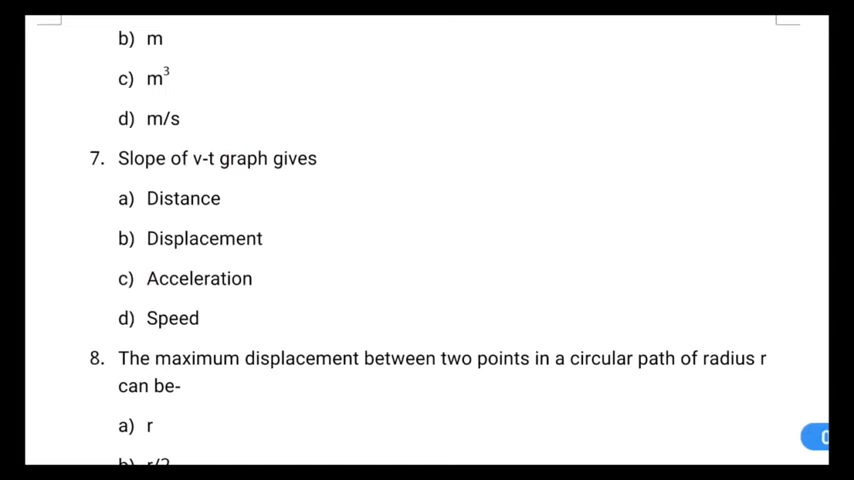 b) m
c) m³
d) m/s
7. Slope of v-t graph gives
a) Distance
b) Displacement
c) Acceleration
d) Speed
8. The maximum displacement between two points in a circular path of radius r
can be-
a) r